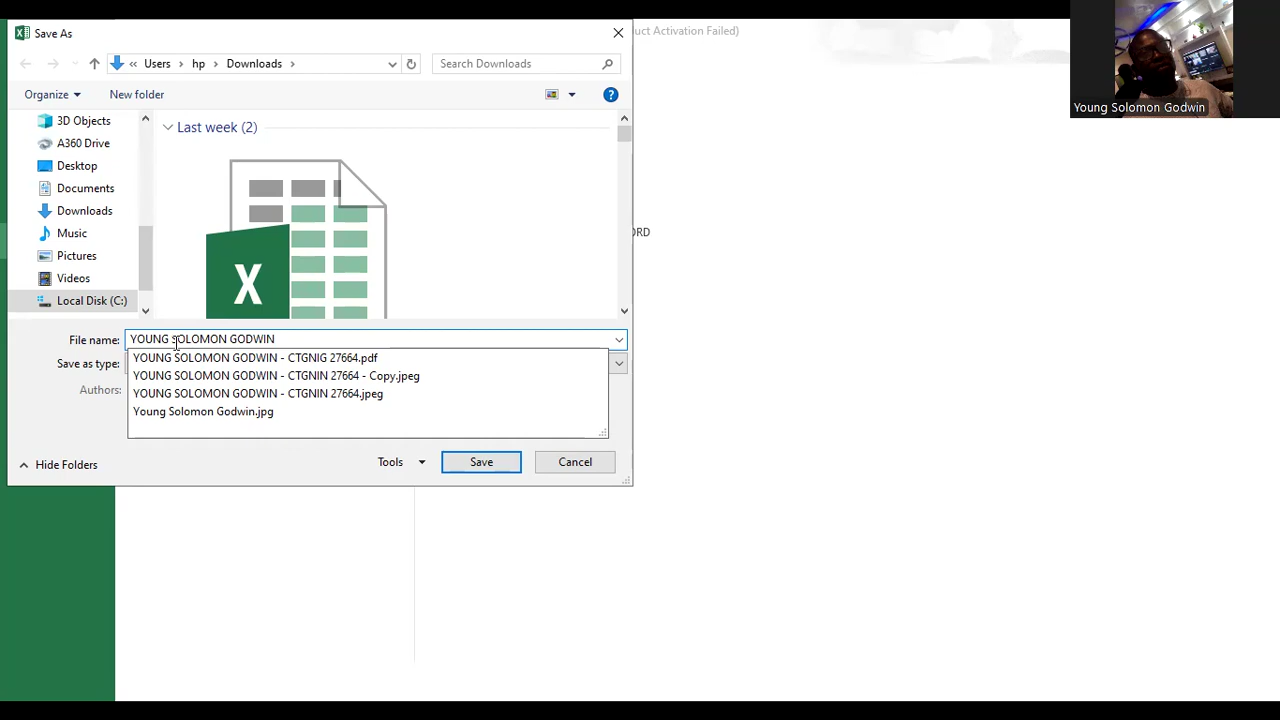 Save As
uct Activation Failed)
Users
hp
Downloads
Search Downloads
Organize
New folder
3D Objects
A360 Drive
Desktop
Documents
Downloads
Music
Pictures
Videos
Local Disk (C:)
Last week (2)
X
ORD
File name:
YOUNG SOLOMON GODWIN
Save as type:
YOUNG SOLOMON GODWIN - CTGNIG 27664.pdf
YOUNG SOLOMON GODWIN - CTGNIN 27664 - Copy.jpeg
Authors:
YOUNG SOLOMON GODWIN - CTGNIN 27664.jpeg
Young Solomon Godwin.jpg
Hide Folders
Tools
Save
Cancel
Young Solomon Godwin